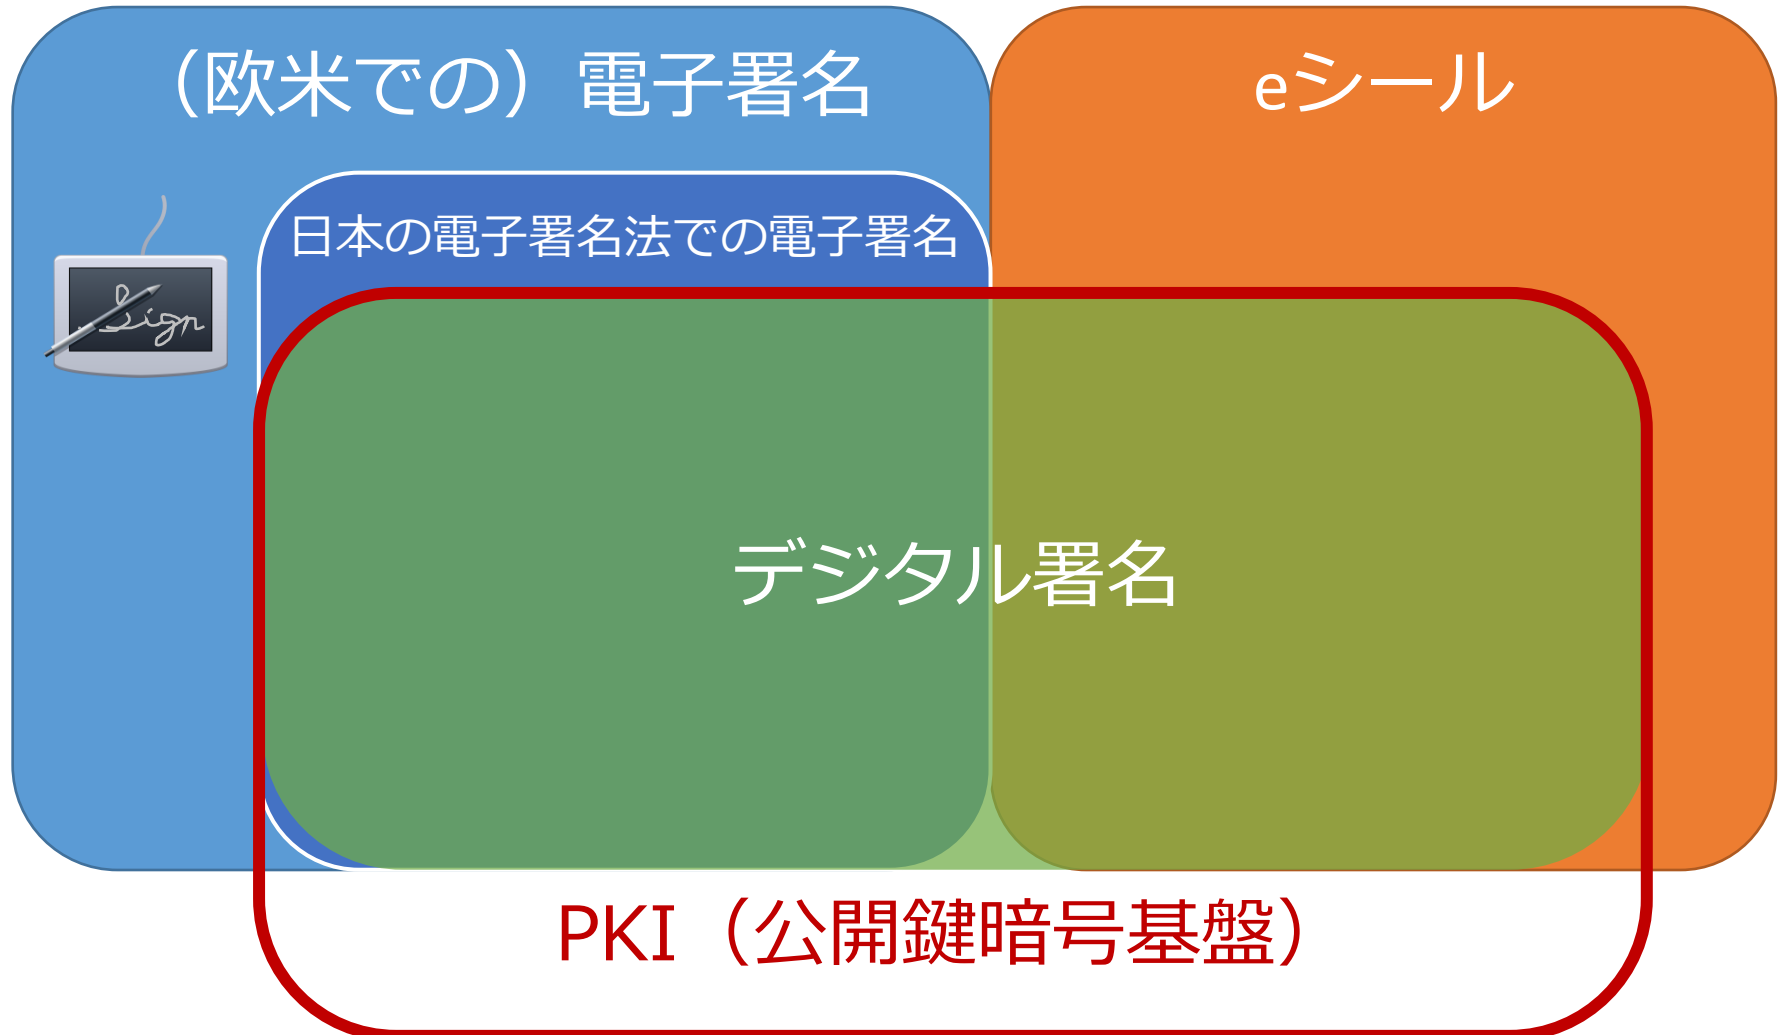 （欧米での）電子署名
eシール
日本の電子署名法での電子署名
Sign
デジタル署名
PKI（公開鍵暗号基盤）